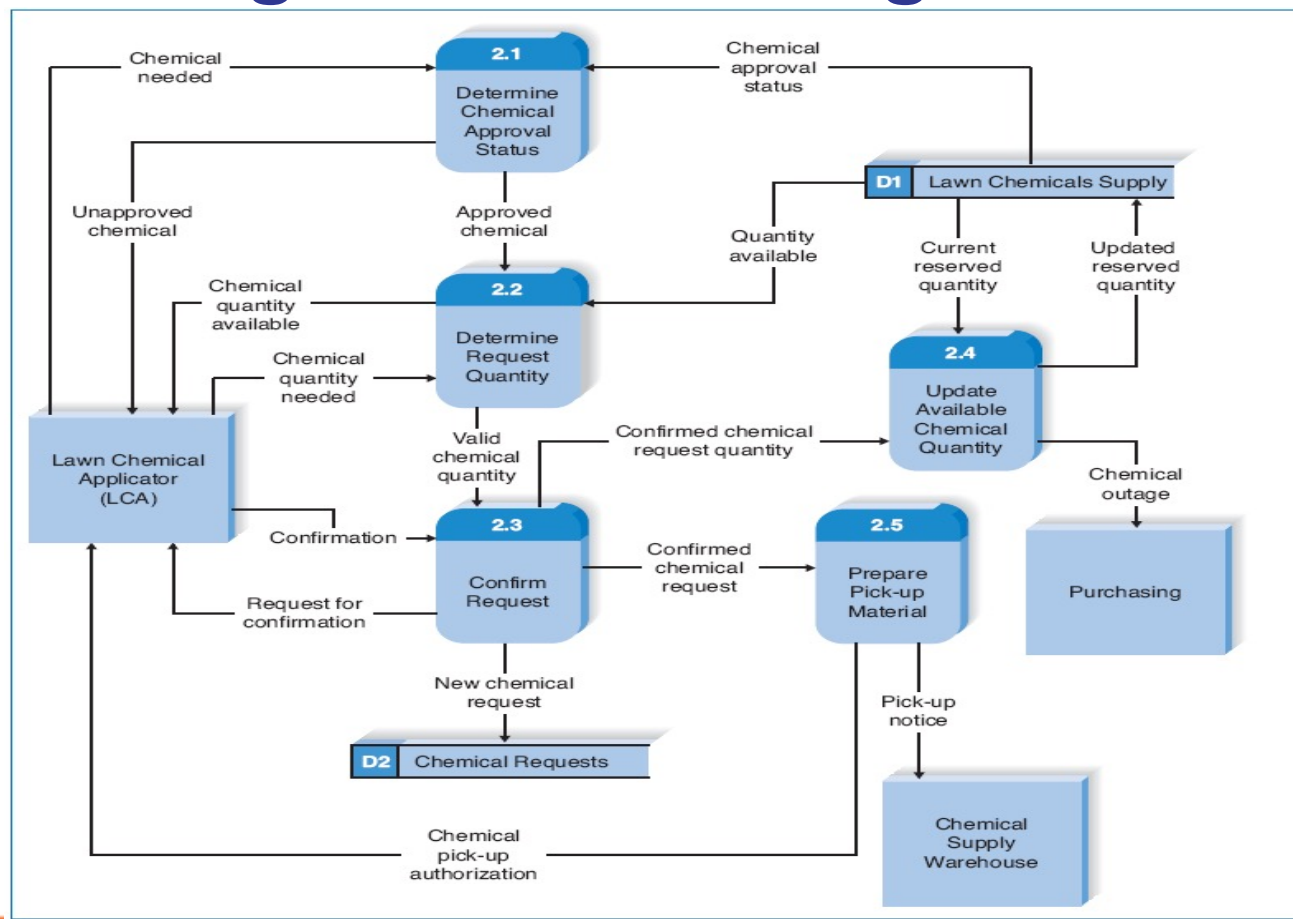 Chemical
needed
2.1
Determine
Chemical
Approval
Status
Chemical
approval
status
D1 Lawn Chemicals Supply
Unapproved
chemical
Approved
chemical
Quantity
available
Current
reserved
quantity
Updated
reserved
quantity
Chemical
quantity
available
2.2
Determine
Request
Quantity
Chemical
quantity
needed
2.4
Update
Available
Chemical
Quantity
Lawn Chemical
Applicator
(LCA)
Valid
chemical
quantity
Confirmed chemical
request quantity
Chemical
outage
Confirmation
2.3
Confirm
Request
Confirmed
chemical
request
2.5
Prepare
Pick-up
Material
Purchasing
Request for
confirmation
New chemical
request
Pick-up
notice
D2 Chemical Requests
Chemical
Supply
Warehouse
Chemical
pick-up
authorization